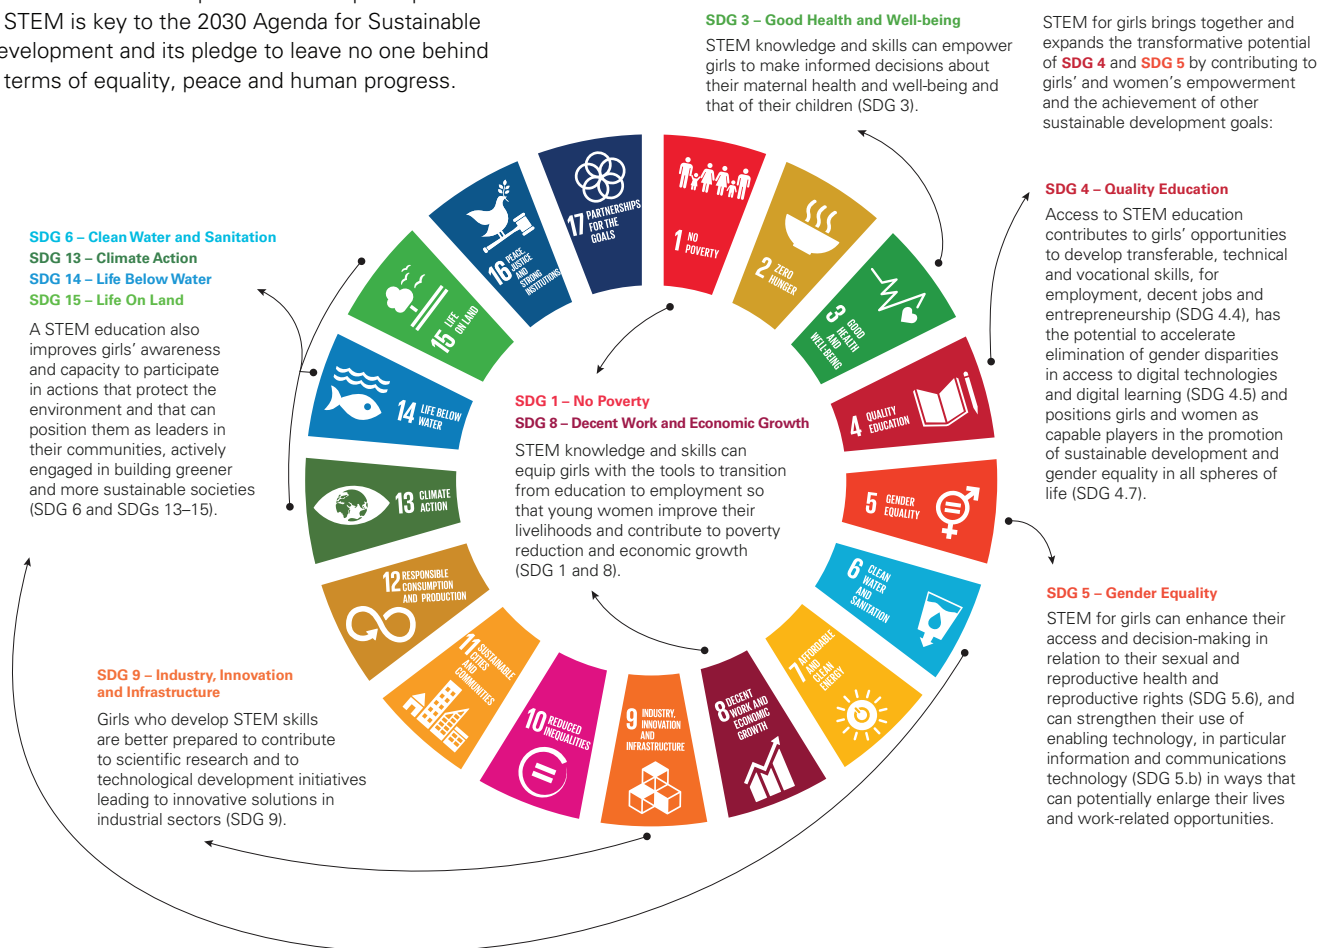 STEM is key to the 2030 Agenda for Sustainable
evelopment and its pledge to leave no one behind
terms of equality, peace and human progress.
SDG 3 – Good Health and Well-being
STEM knowledge and skills can empower
girls to make informed decisions about
their maternal health and well-being and
that of their children (SDG 3).
STEM for girls brings together and
expands the transformative potential
of SDG 4 and SDG 5 by contributing to
girls’ and women’s empowerment
and the achievement of other
sustainable development goals:
SDG 4 – Quality Education
Access to STEM education
contributes to girls’ opportunities
to develop transferable, technical
and vocational skills, for
employment, decent jobs and
entrepreneurship (SDG 4.4), has
the potential to accelerate
elimination of gender disparities
in access to digital technologies
and digital learning (SDG 4.5) and
positions girls and women as
capable players in the promotion
of sustainable development and
gender equality in all spheres of
life (SDG 4.7).
SDG 5 – Gender Equality
STEM for girls can enhance their
access and decision-making in
relation to their sexual and
reproductive health and
reproductive rights (SDG 5.6), and
can strengthen their use of
enabling technology, in particular
information and communications
technology (SDG 5.b) in ways that
can potentially enlarge their lives
and work-related opportunities.
SDG 6 – Clean Water and Sanitation
SDG 13 – Climate Action
SDG 14 – Life Below Water
SDG 15 – Life On Land
A STEM education also
improves girls’ awareness
and capacity to participate
in actions that protect the
environment and that can
position them as leaders in
their communities, actively
engaged in building greener
and more sustainable societies
(SDG 6 and SDGs 13–15).
SDG 9 – Industry, Innovation
and Infrastructure
Girls who develop STEM skills
are better prepared to contribute
to scientific research and to
technological development initiatives
leading to innovative solutions in
industrial sectors (SDG 9).
SDG 1 – No Poverty
SDG 8 – Decent Work and Economic Growth
STEM knowledge and skills can
equip girls with the tools to transition
from education to employment so
that young women improve their
livelihoods and contribute to poverty
reduction and economic growth
(SDG 1 and 8).
1 NO
POVERTY
2 ZERO
HUNGER
3 GOOD
HEALTH
AND
WELL-BEING
4 QUALITY
EDUCATION
5 GENDER
EQUALITY
6 CLEAN
WATER
AND
SANITATION
7 AFFORDABLE
AND
CLEAN
ENERGY
8 DECENT
WORK AND
ECONOMIC
GROWTH
9 INDUSTRY,
INNOVATION
AND
INFRASTRUCTURE
10 REDUCED
INEQUALITIES
11 SUSTAINABLE
CITIES
AND
COMMUNITIES
12 RESPONSIBLE
CONSUMPTION
AND PRODUCTION
13 CLIMATE
ACTION
14 LIFE BELOW
WATER
15 LIFE
ON LAND
16 PEACE,
JUSTICE
AND
STRONG
INSTITUTIONS
17 PARTNERSHIPS
FOR THE
GOALS